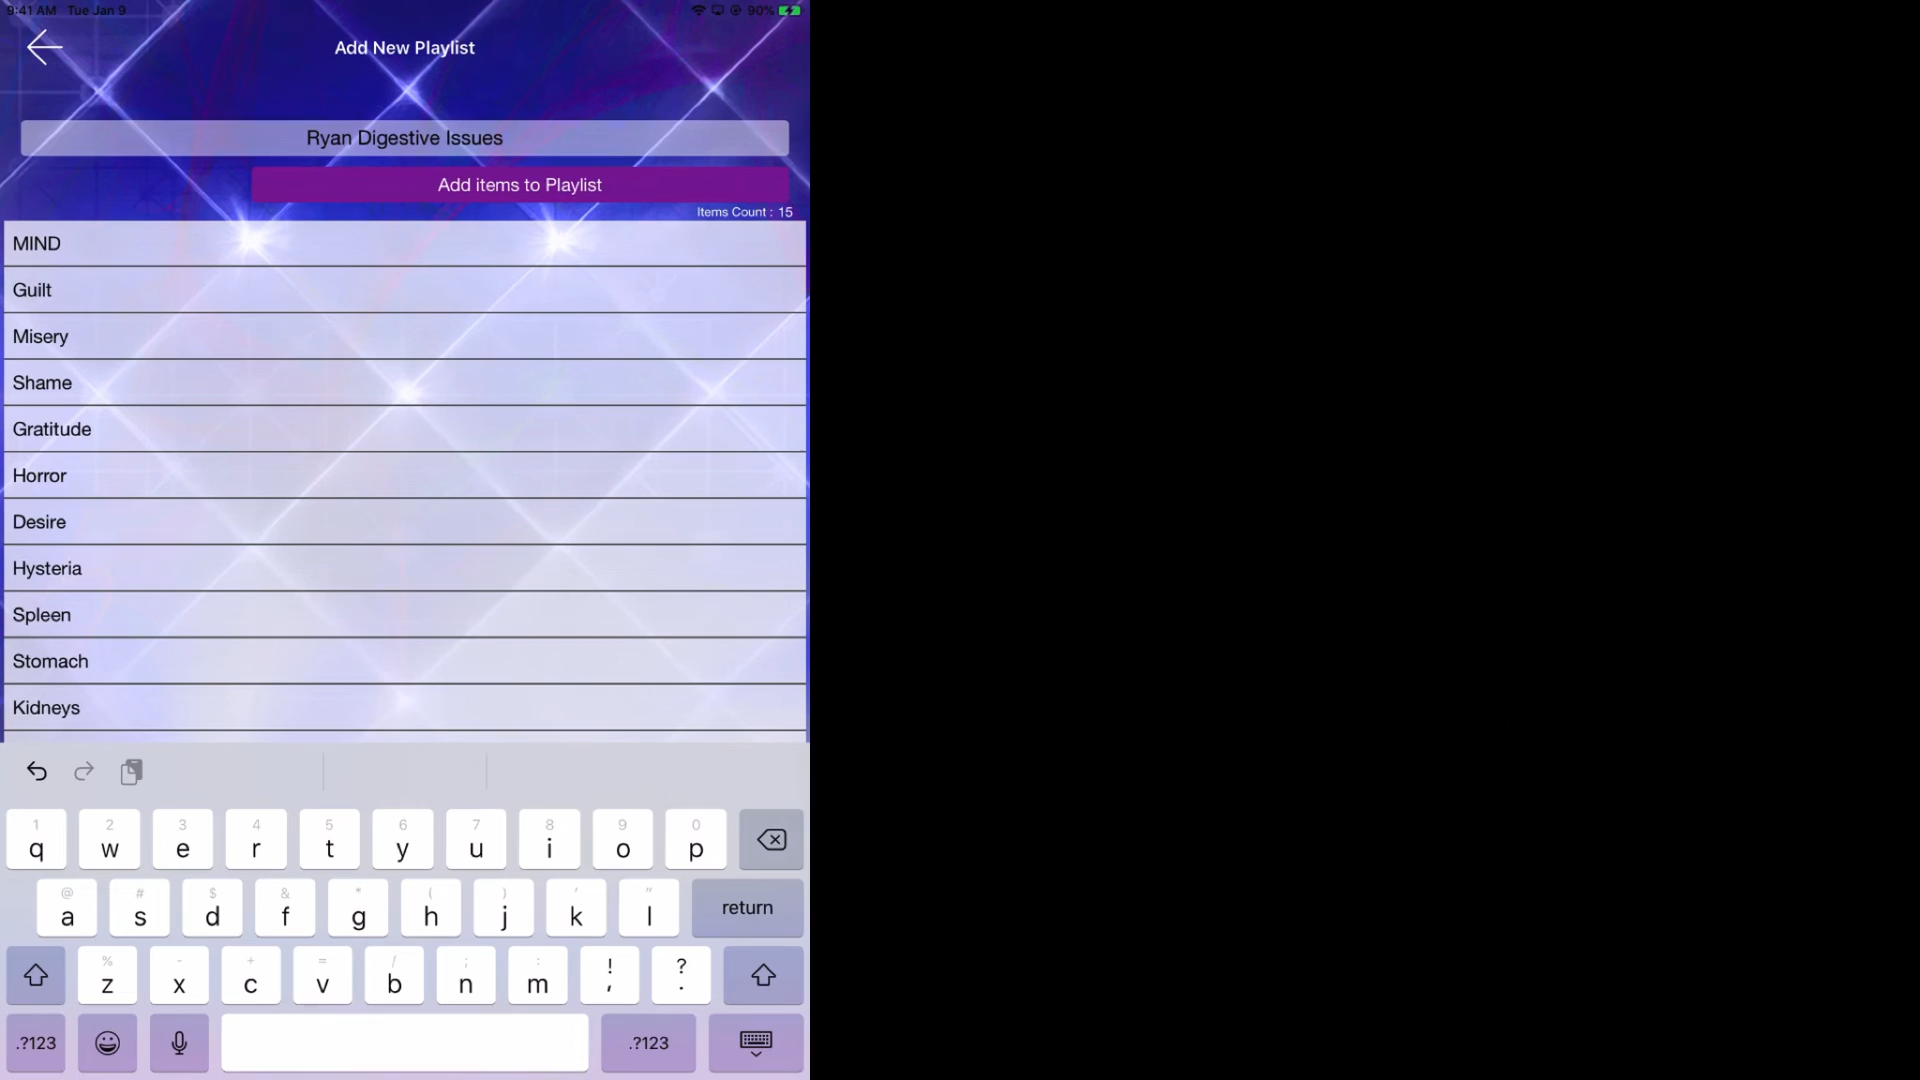 9:41 AM Tue Jan 9 90%
Add New Playlist
Ryan Digestive Issues
Add items to Playlist
Items Count : 15
MIND
Guilt
Misery
Shame
Gratitude
Horror
Desire
Hysteria
Spleen
Stomach
Kidneys
1 2 3 4 5 6 7 8 9 0
q w e r t y u i o p
@ # $ & * ( ) ' "
a s d f g h j k l return
% - + = / ; : ! ?
z x c v b n m , .
.?123 .?123